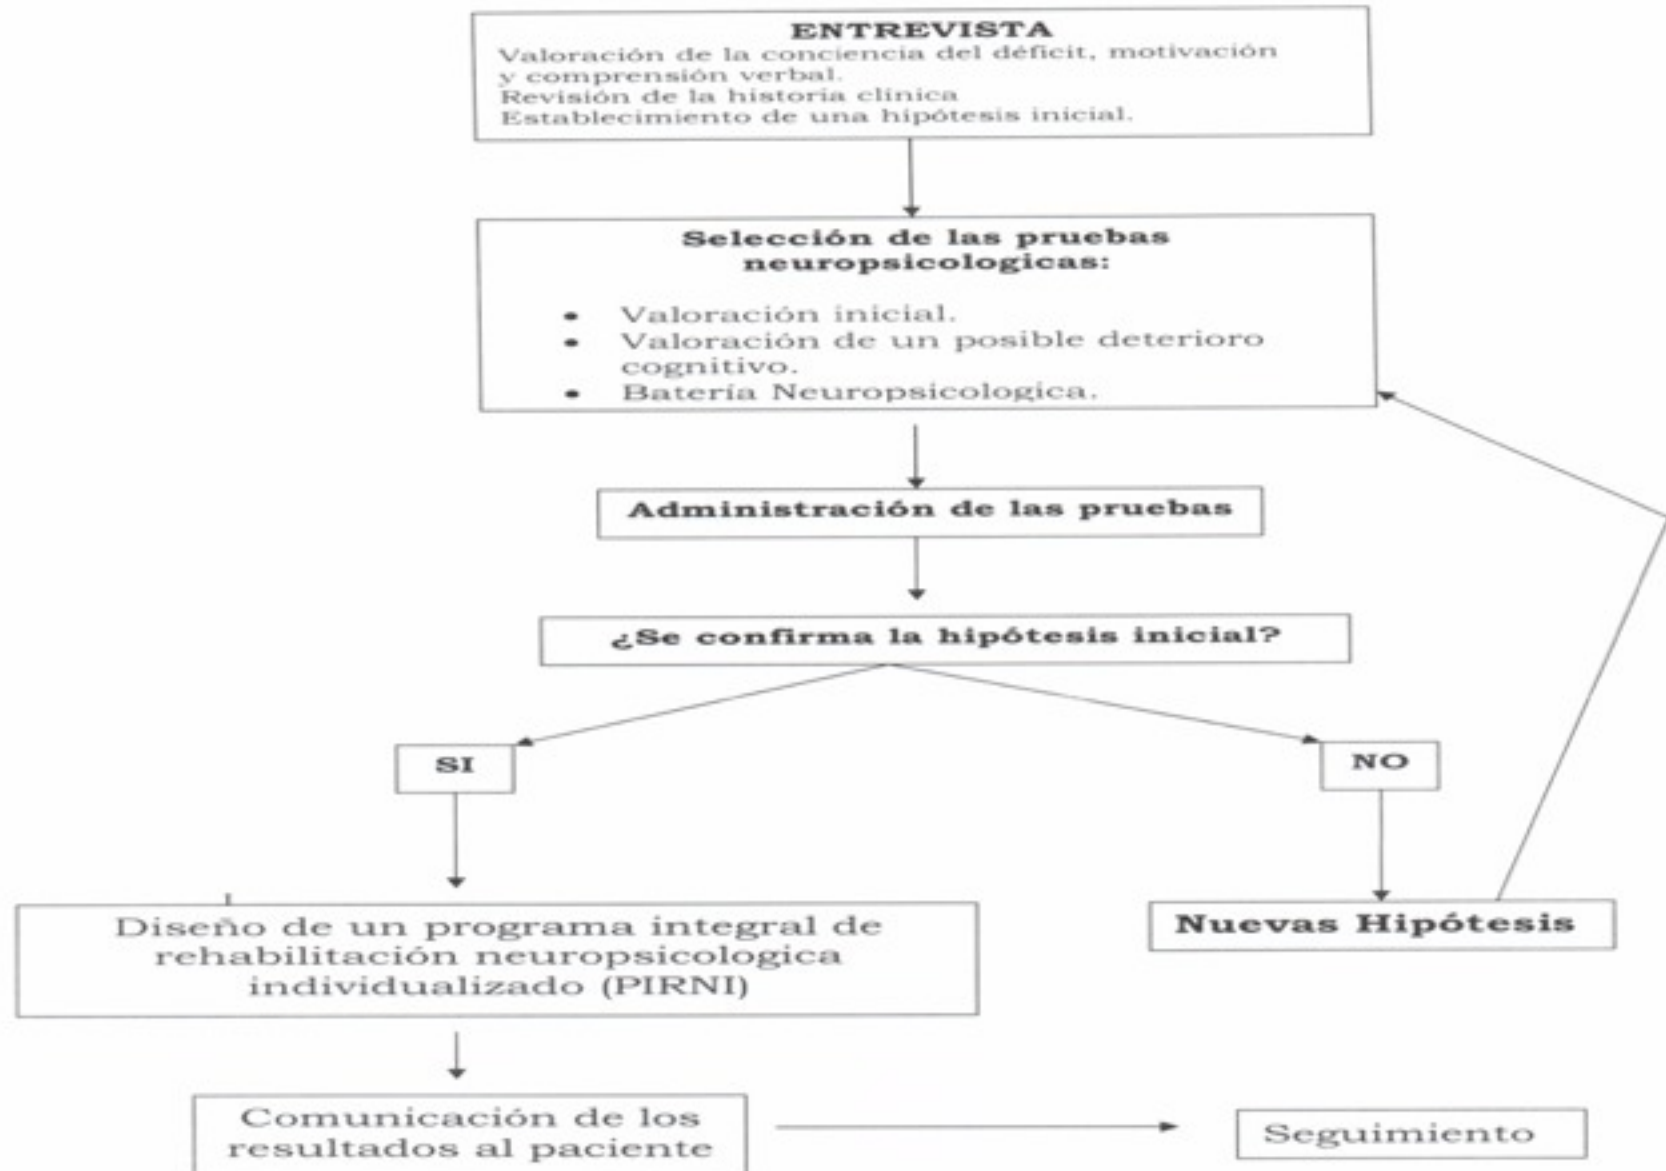 ENTREVISTA
Valoración de la conciencia del déficit, motivación
y comprensión verbal.
Revisión de la historia clínica
Establecimiento de una hipótesis inicial.
Selección de las pruebas
neuropsicologicas:
• Valoración inicial.
• Valoración de un posible deterioro
cognitivo.
• Batería Neuropsicologica.
Administración de las pruebas
¿Se confirma la hipótesis inicial?
SI
NO
Diseño de un programa integral de
rehabilitación neuropsicologica
individualizado (PIRNI)
Nuevas Hipótesis
Comunicación de los
resultados al paciente
Seguimiento